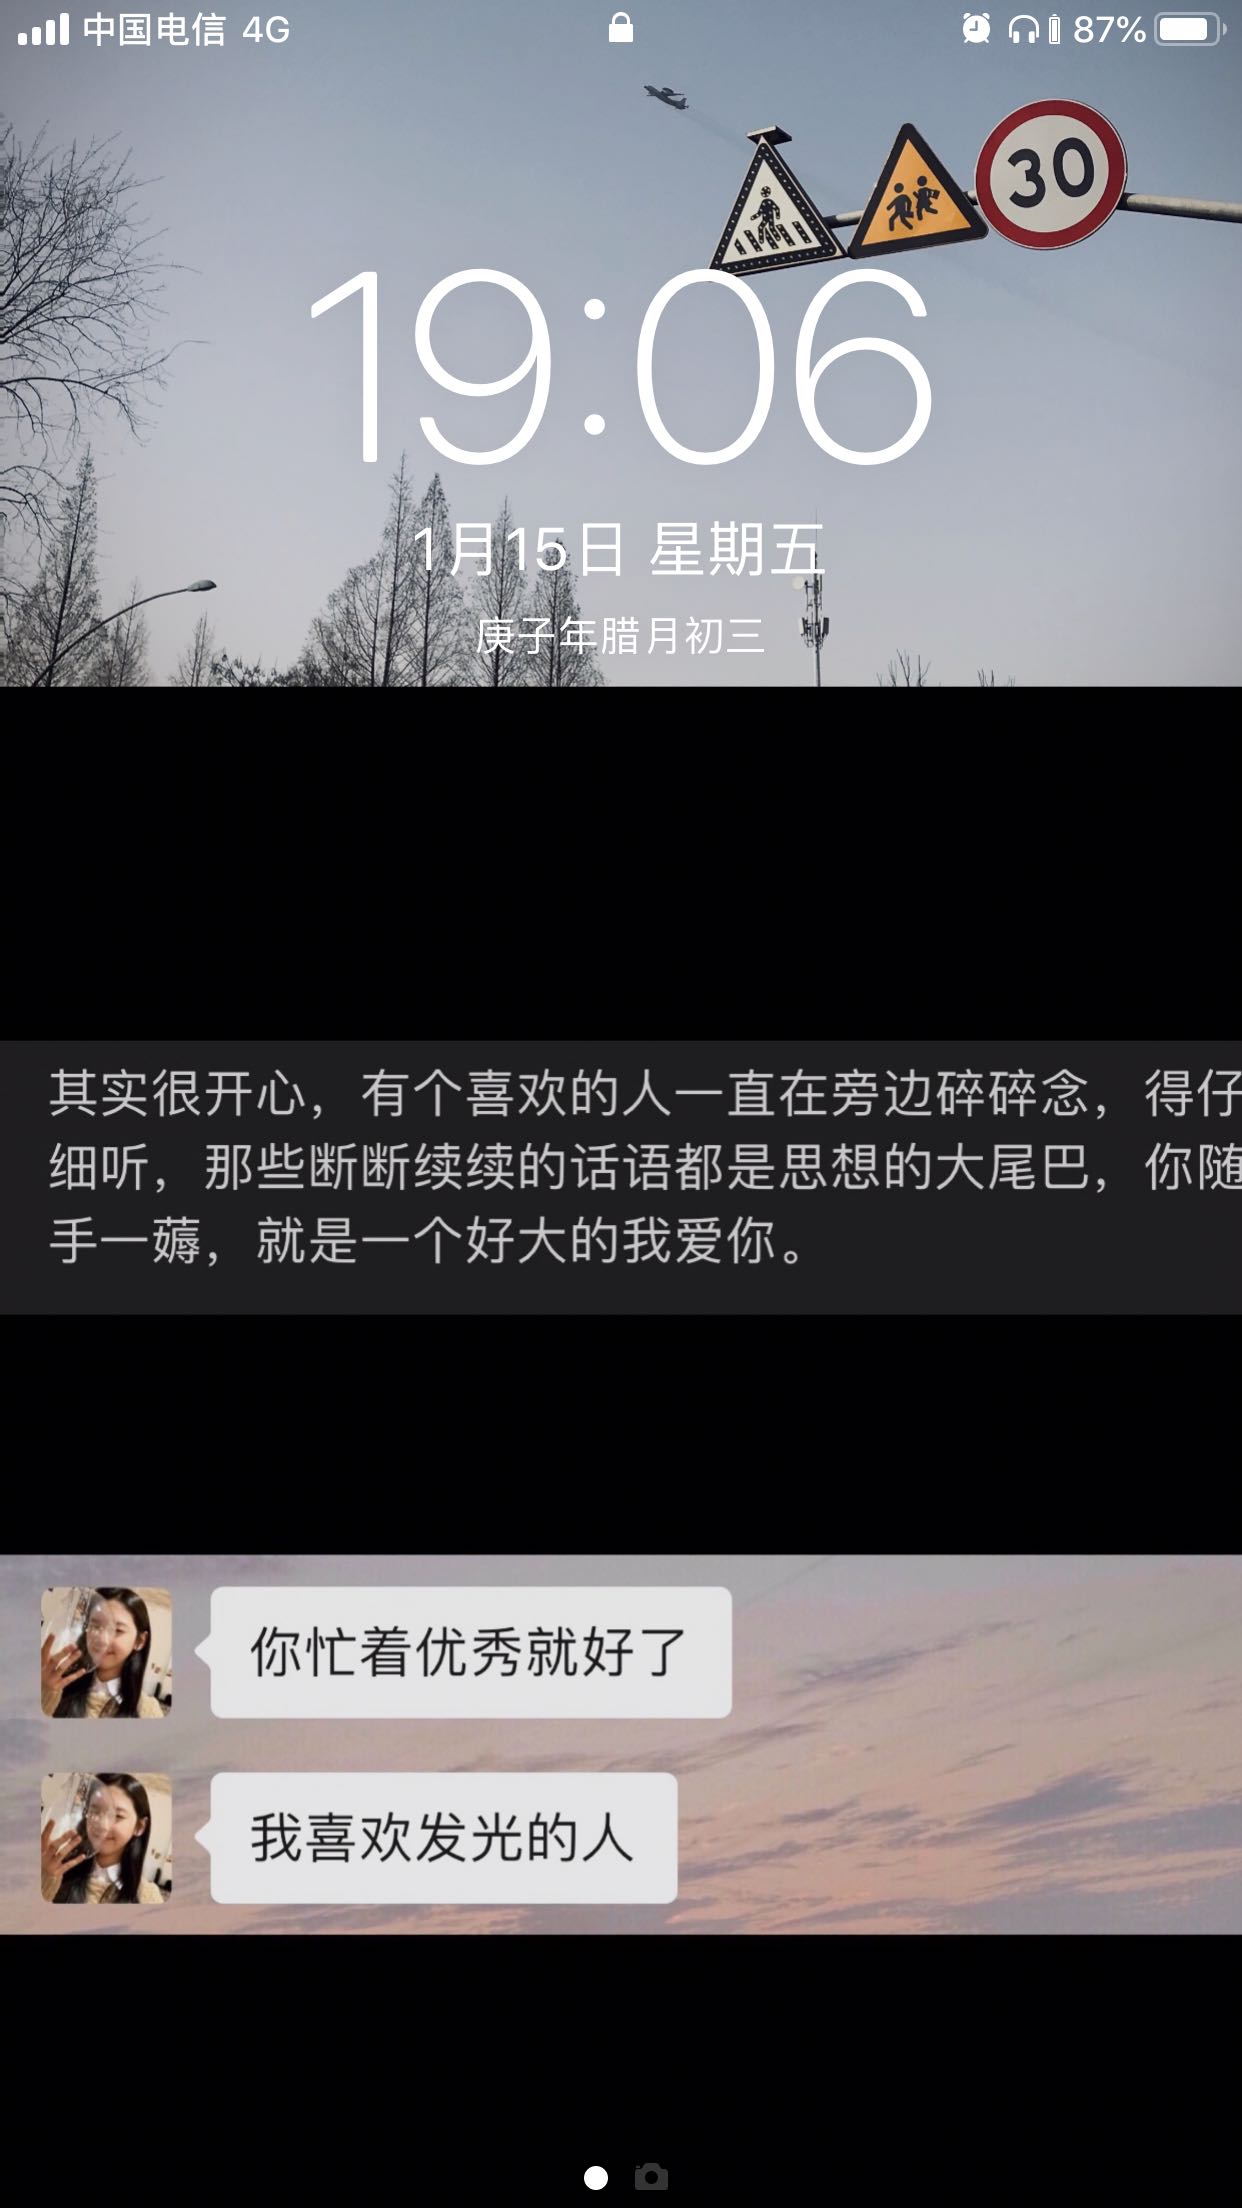 中国电信 4G 87%
30
19:06
1月15日 星期五
庚子年腊月初三
其实很开心，有个喜欢的人一直在旁边碎碎念，得仔
细听，那些断断续续的话语都是思想的大尾巴，你随
手一薅，就是一个好大的我爱你。
你忙着优秀就好了
我喜欢发光的人